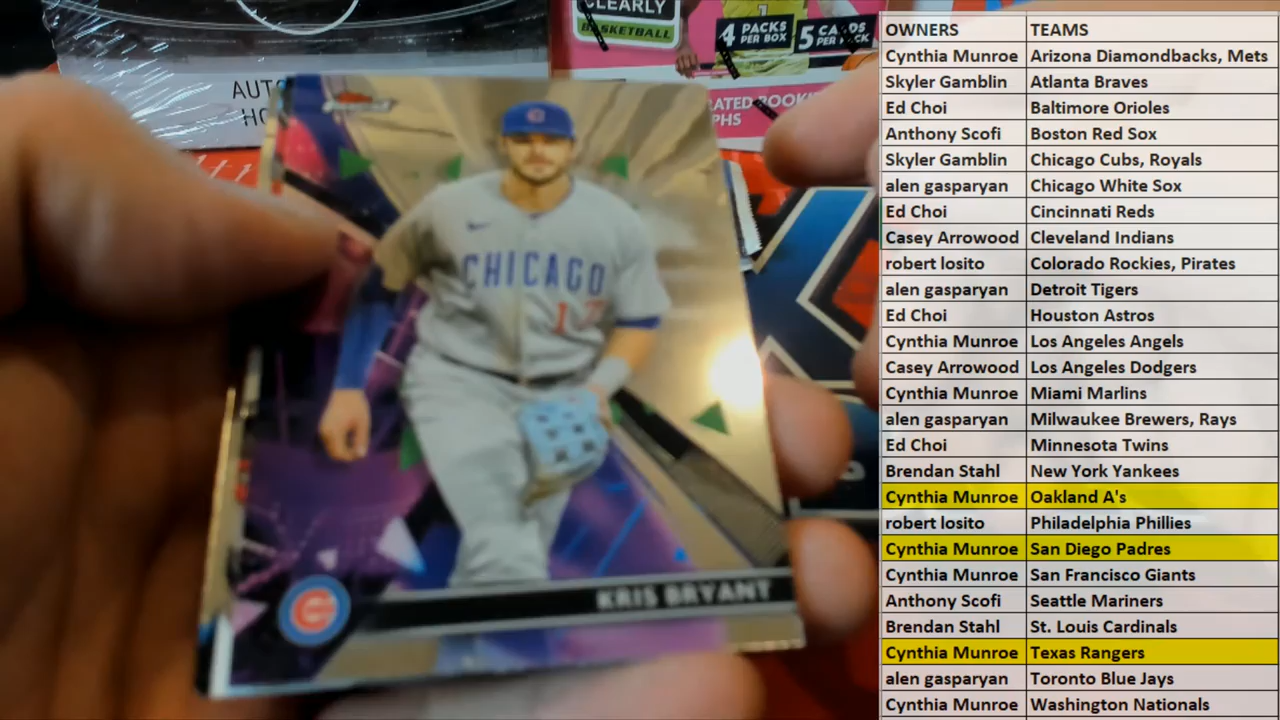 CLEARLY
BASKETBALL
4 PACKS
PER BOX
5 CARDS
PER PACK
AUTO
HO
RATED ROOKI
PHS
FINEST
CHICAGO
17
C
KRIS BRYANT
OWNERS TEAMS
Cynthia Munroe Arizona Diamondbacks, Mets
Skyler Gamblin Atlanta Braves
Ed Choi Baltimore Orioles
Anthony Scofi Boston Red Sox
Skyler Gamblin Chicago Cubs, Royals
alen gasparyan Chicago White Sox
Ed Choi Cincinnati Reds
Casey Arrowood Cleveland Indians
robert losito Colorado Rockies, Pirates
alen gasparyan Detroit Tigers
Ed Choi Houston Astros
Cynthia Munroe Los Angeles Angels
Casey Arrowood Los Angeles Dodgers
Cynthia Munroe Miami Marlins
alen gasparyan Milwaukee Brewers, Rays
Ed Choi Minnesota Twins
Brendan Stahl New York Yankees
Cynthia Munroe Oakland A's
robert losito Philadelphia Phillies
Cynthia Munroe San Diego Padres
Cynthia Munroe San Francisco Giants
Anthony Scofi Seattle Mariners
Brendan Stahl St. Louis Cardinals
Cynthia Munroe Texas Rangers
alen gasparyan Toronto Blue Jays
Cynthia Munroe Washington Nationals